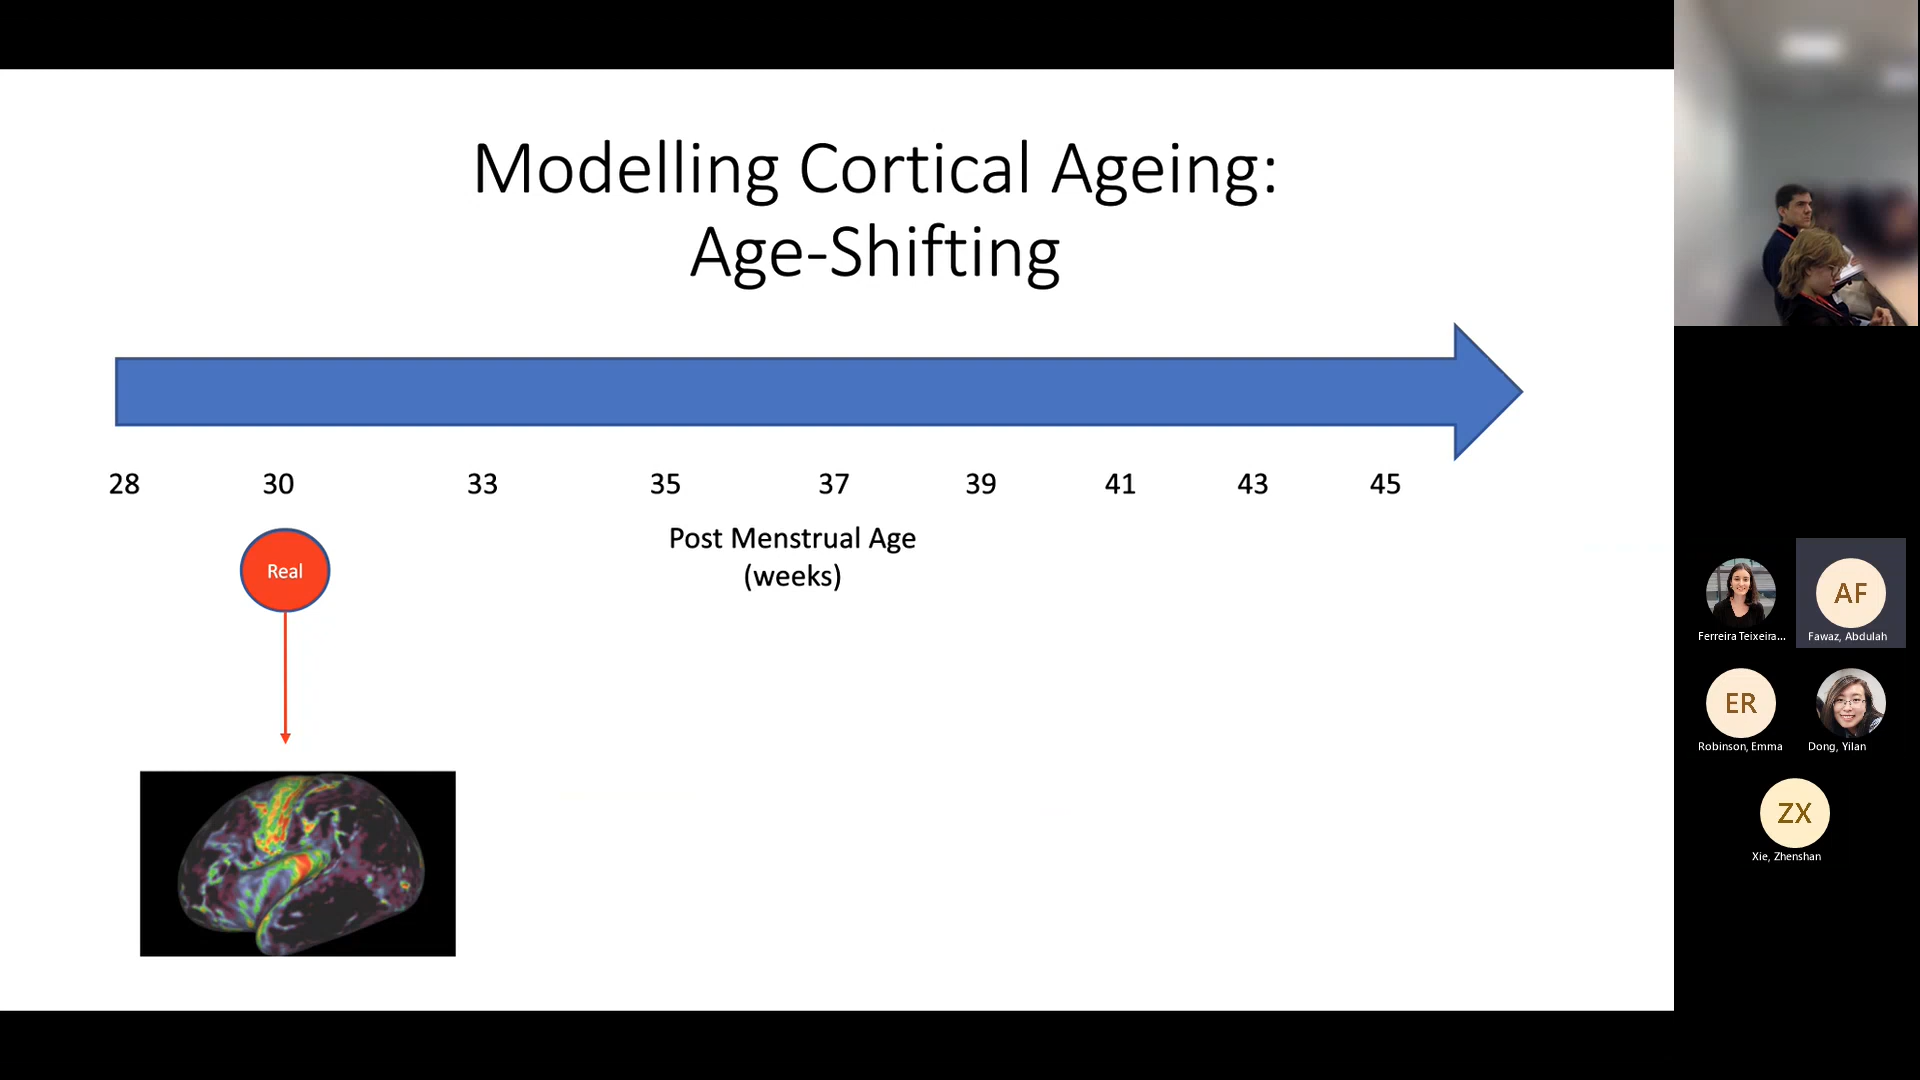 Modelling Cortical Ageing:
Age-Shifting
28 30 33 35 37 39 41 43 45
Post Menstrual Age
(weeks)
Real
Ferreira Teixeira...
AF
Fawaz, Abdulah
ER
Robinson, Emma
Dong, Yilan
ZX
Xie, Zhenshan